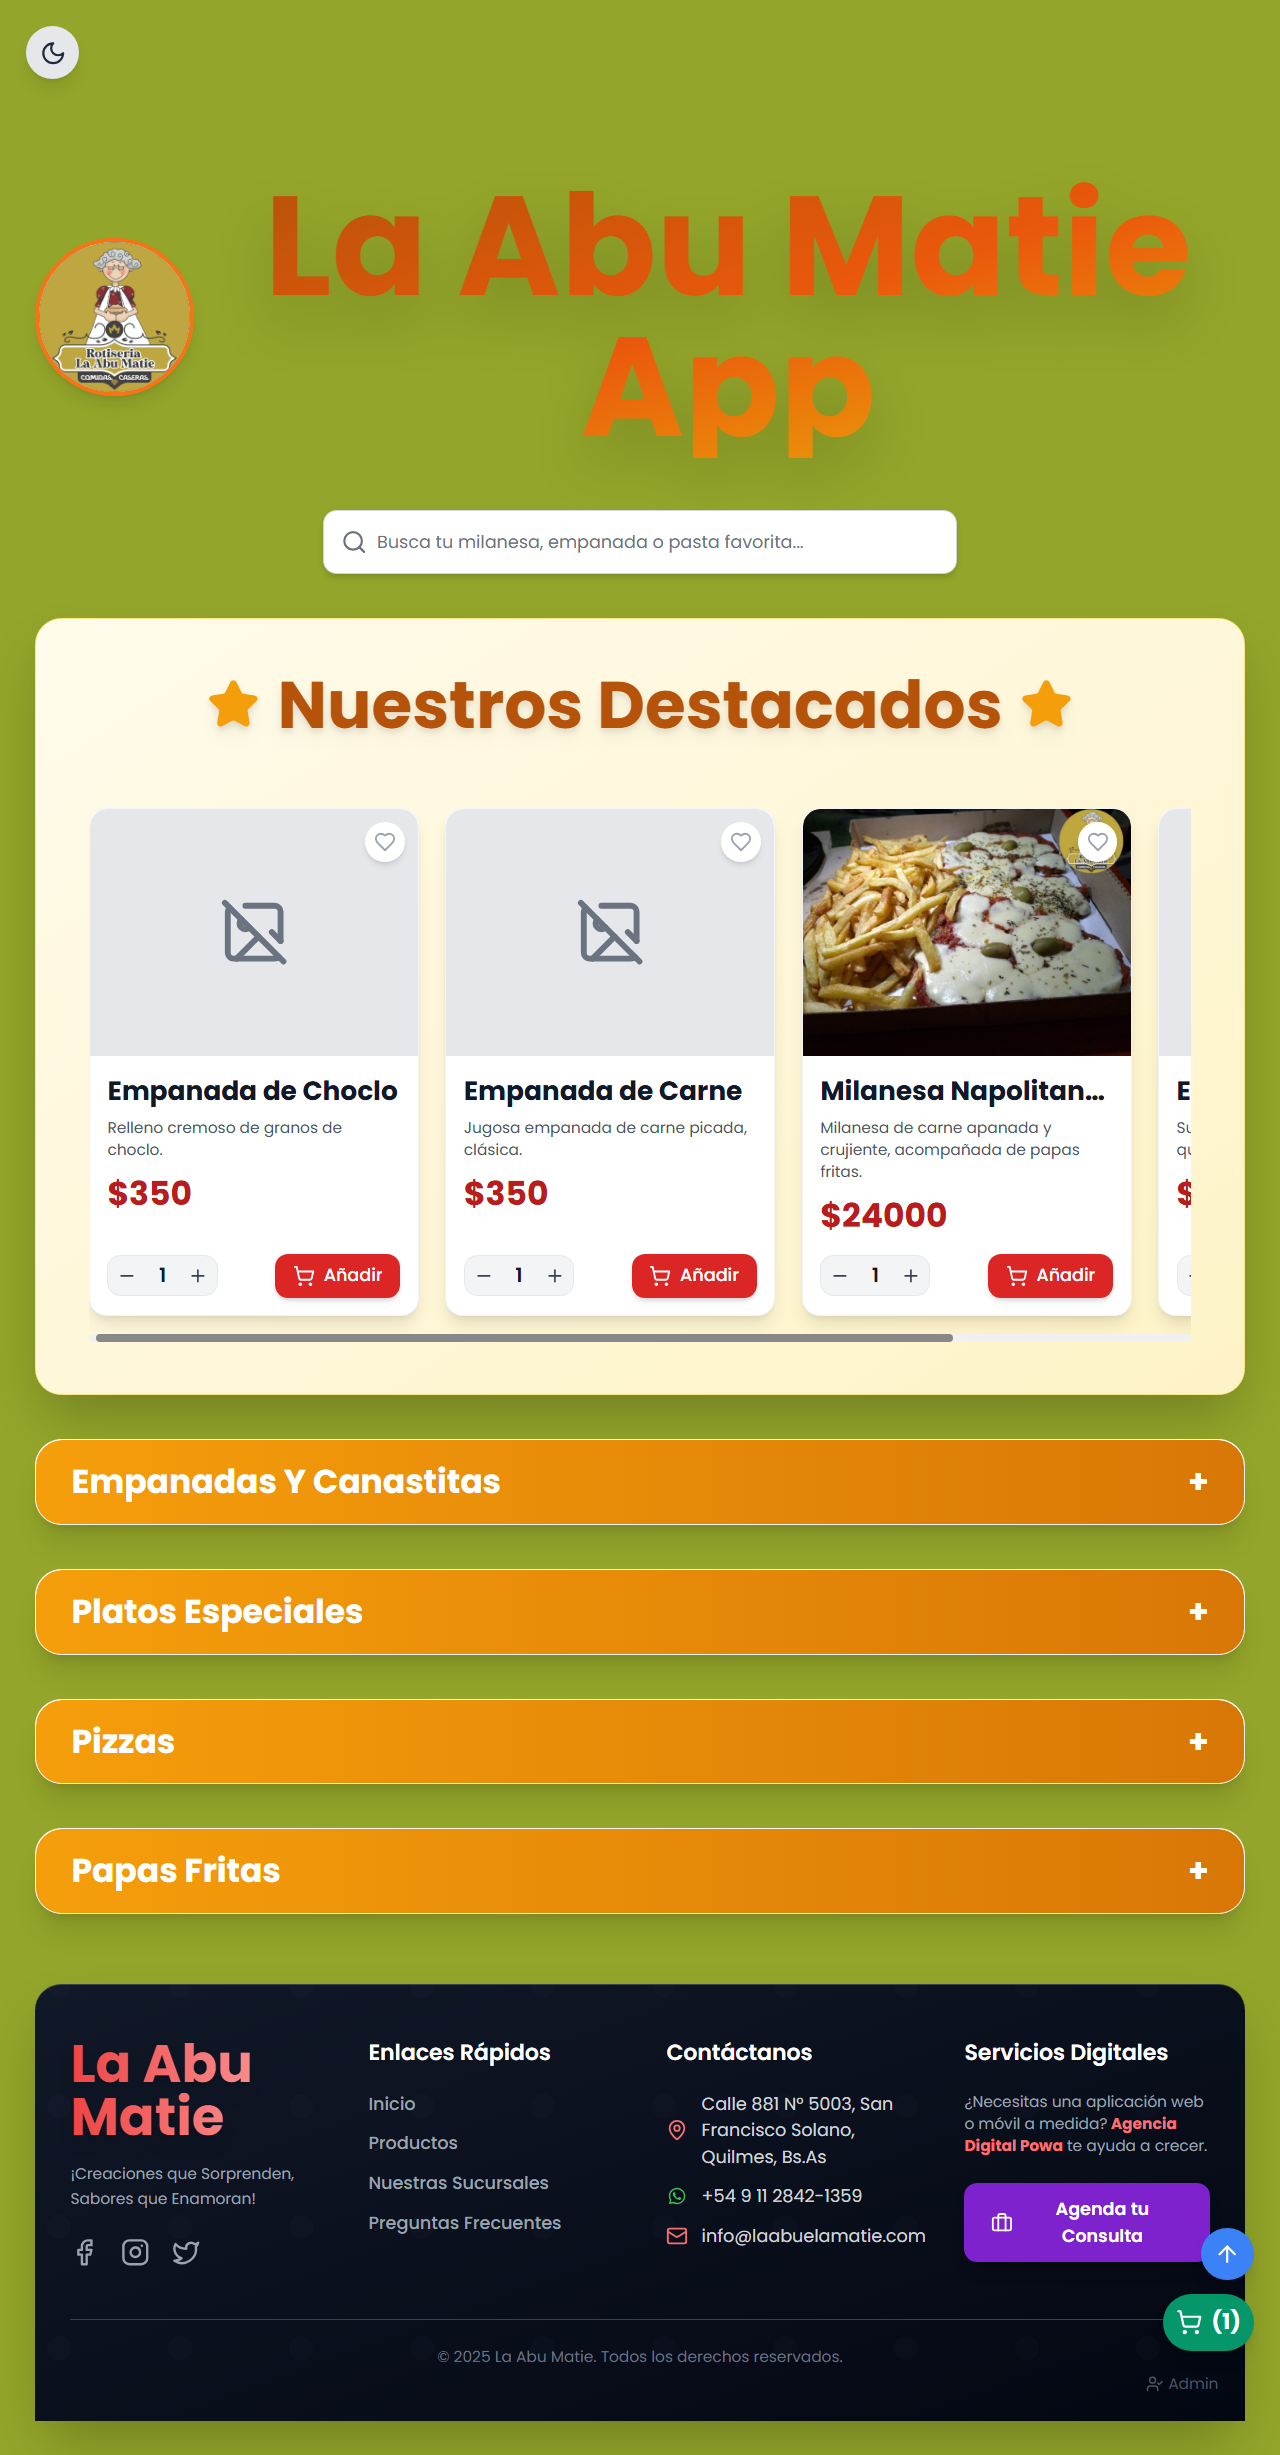 La Abu Matie
App
Rotiseria
La Abu Matie
COMIDAS CASERAS
Busca tu milanesa, empanada o pasta favorita...
Nuestros Destacados
Empanada de Choclo
Relleno cremoso de granos de
choclo.
$350
1
Añadir
Empanada de Carne
Jugosa empanada de carne picada,
clásica.
$350
1
Añadir
Milanesa Napolitan...
Milanesa de carne apanada y
crujiente, acompañada de papas
fritas.
$24000
1
Añadir
E
Su
qu
$
Empanadas Y Canastitas
+
Platos Especiales
+
Pizzas
+
Papas Fritas
+
La Abu
Matie
¡Creaciones que Sorprenden,
Sabores que Enamoran!
Enlaces Rápidos
Inicio
Productos
Nuestras Sucursales
Preguntas Frecuentes
Contáctanos
Calle 881 Nº 5003, San
Francisco Solano,
Quilmes, Bs.As
+54 9 11 2842-1359
info@laabuelamatie.com
Servicios Digitales
¿Necesitas una aplicación web
o móvil a medida? Agencia
Digital Powa te ayuda a crecer.
Agenda tu
Consulta
(1)
© 2025 La Abu Matie. Todos los derechos reservados.
Admin